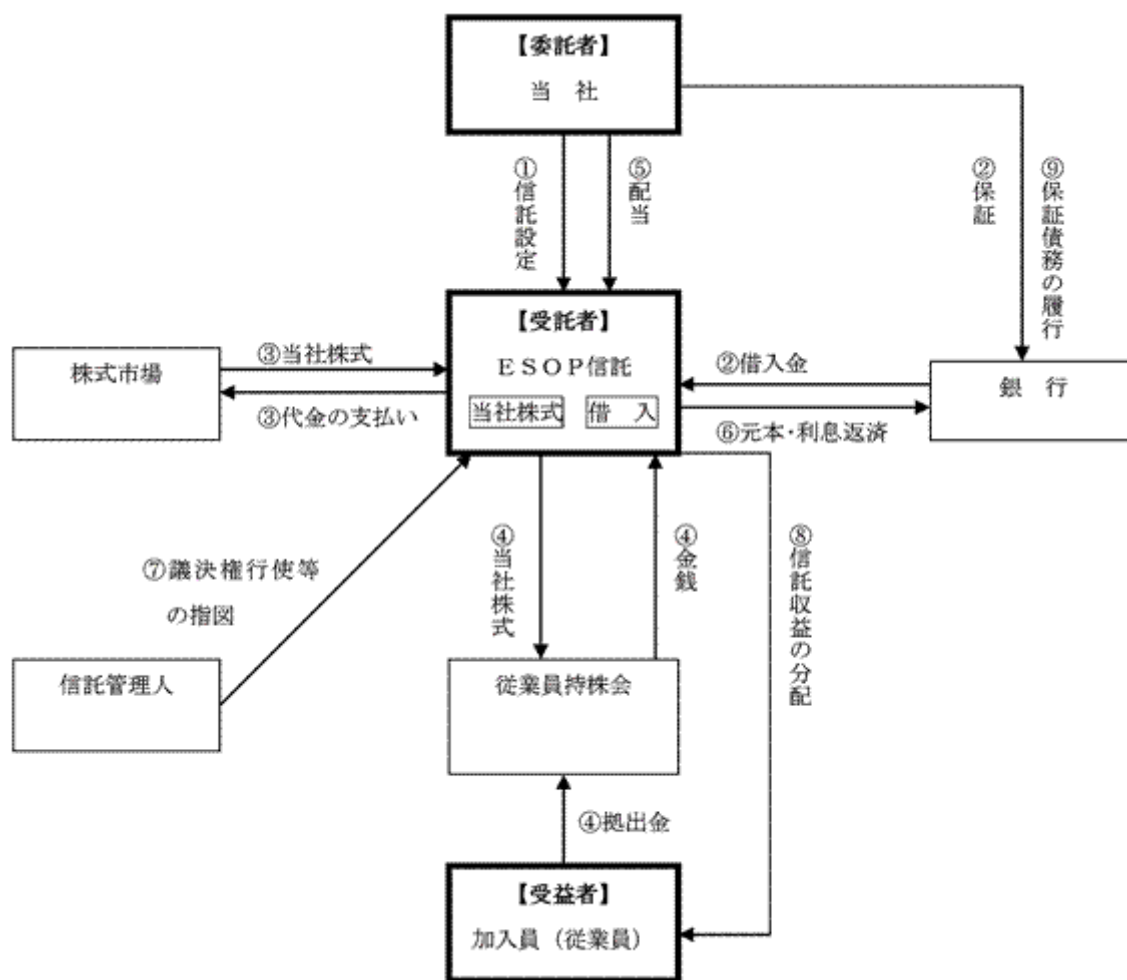 【委託者】
当 社
①信託設定
⑤配当
②保証
⑨保証債務の履行
【受託者】
ESOP信託
当社株式
借 入
株式市場
③当社株式
③代金の支払い
②借入金
⑥元本・利息返済
銀 行
⑦議決権行使等
の指図
④当社株式
④金銭
⑧信託収益の分配
信託管理人
従業員持株会
④拠出金
【受益者】
加入員（従業員）